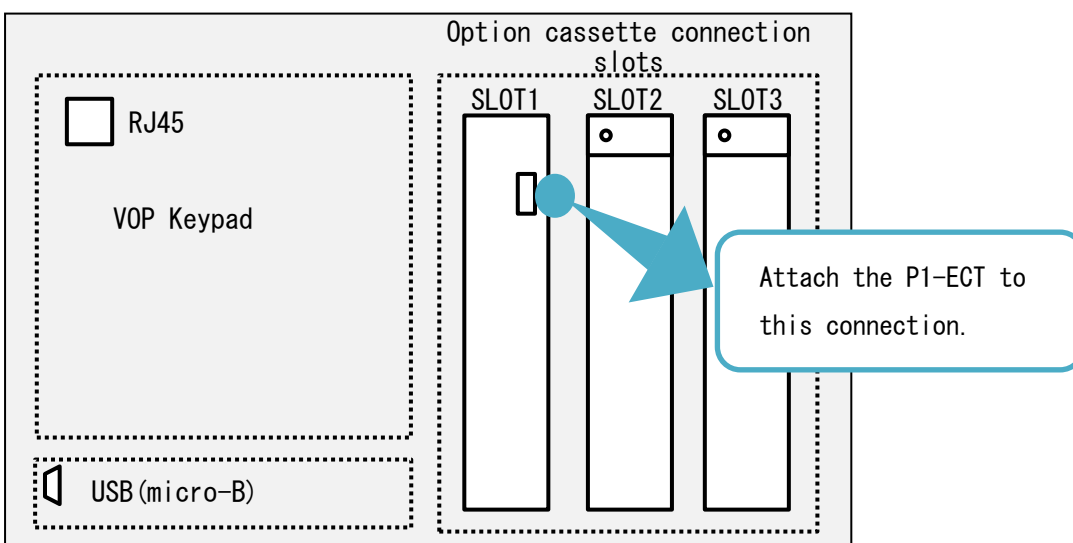 Option cassette connection
slots
SLOT1 SLOT2 SLOT3
RJ45
VOP Keypad
Attach the P1-ECT to
this connection.
USB(micro-B)